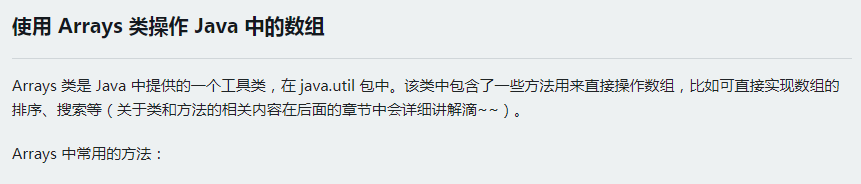 使用 Arrays 类操作 Java 中的数组
Arrays 类是 Java 中提供的一个工具类，在 java.util 包中。该类中包含了一些方法用来直接操作数组，比如可直接实现数组的
排序、搜索等（关于类和方法的相关内容在后面的章节中会详细讲解滴~~）。
Arrays 中常用的方法：